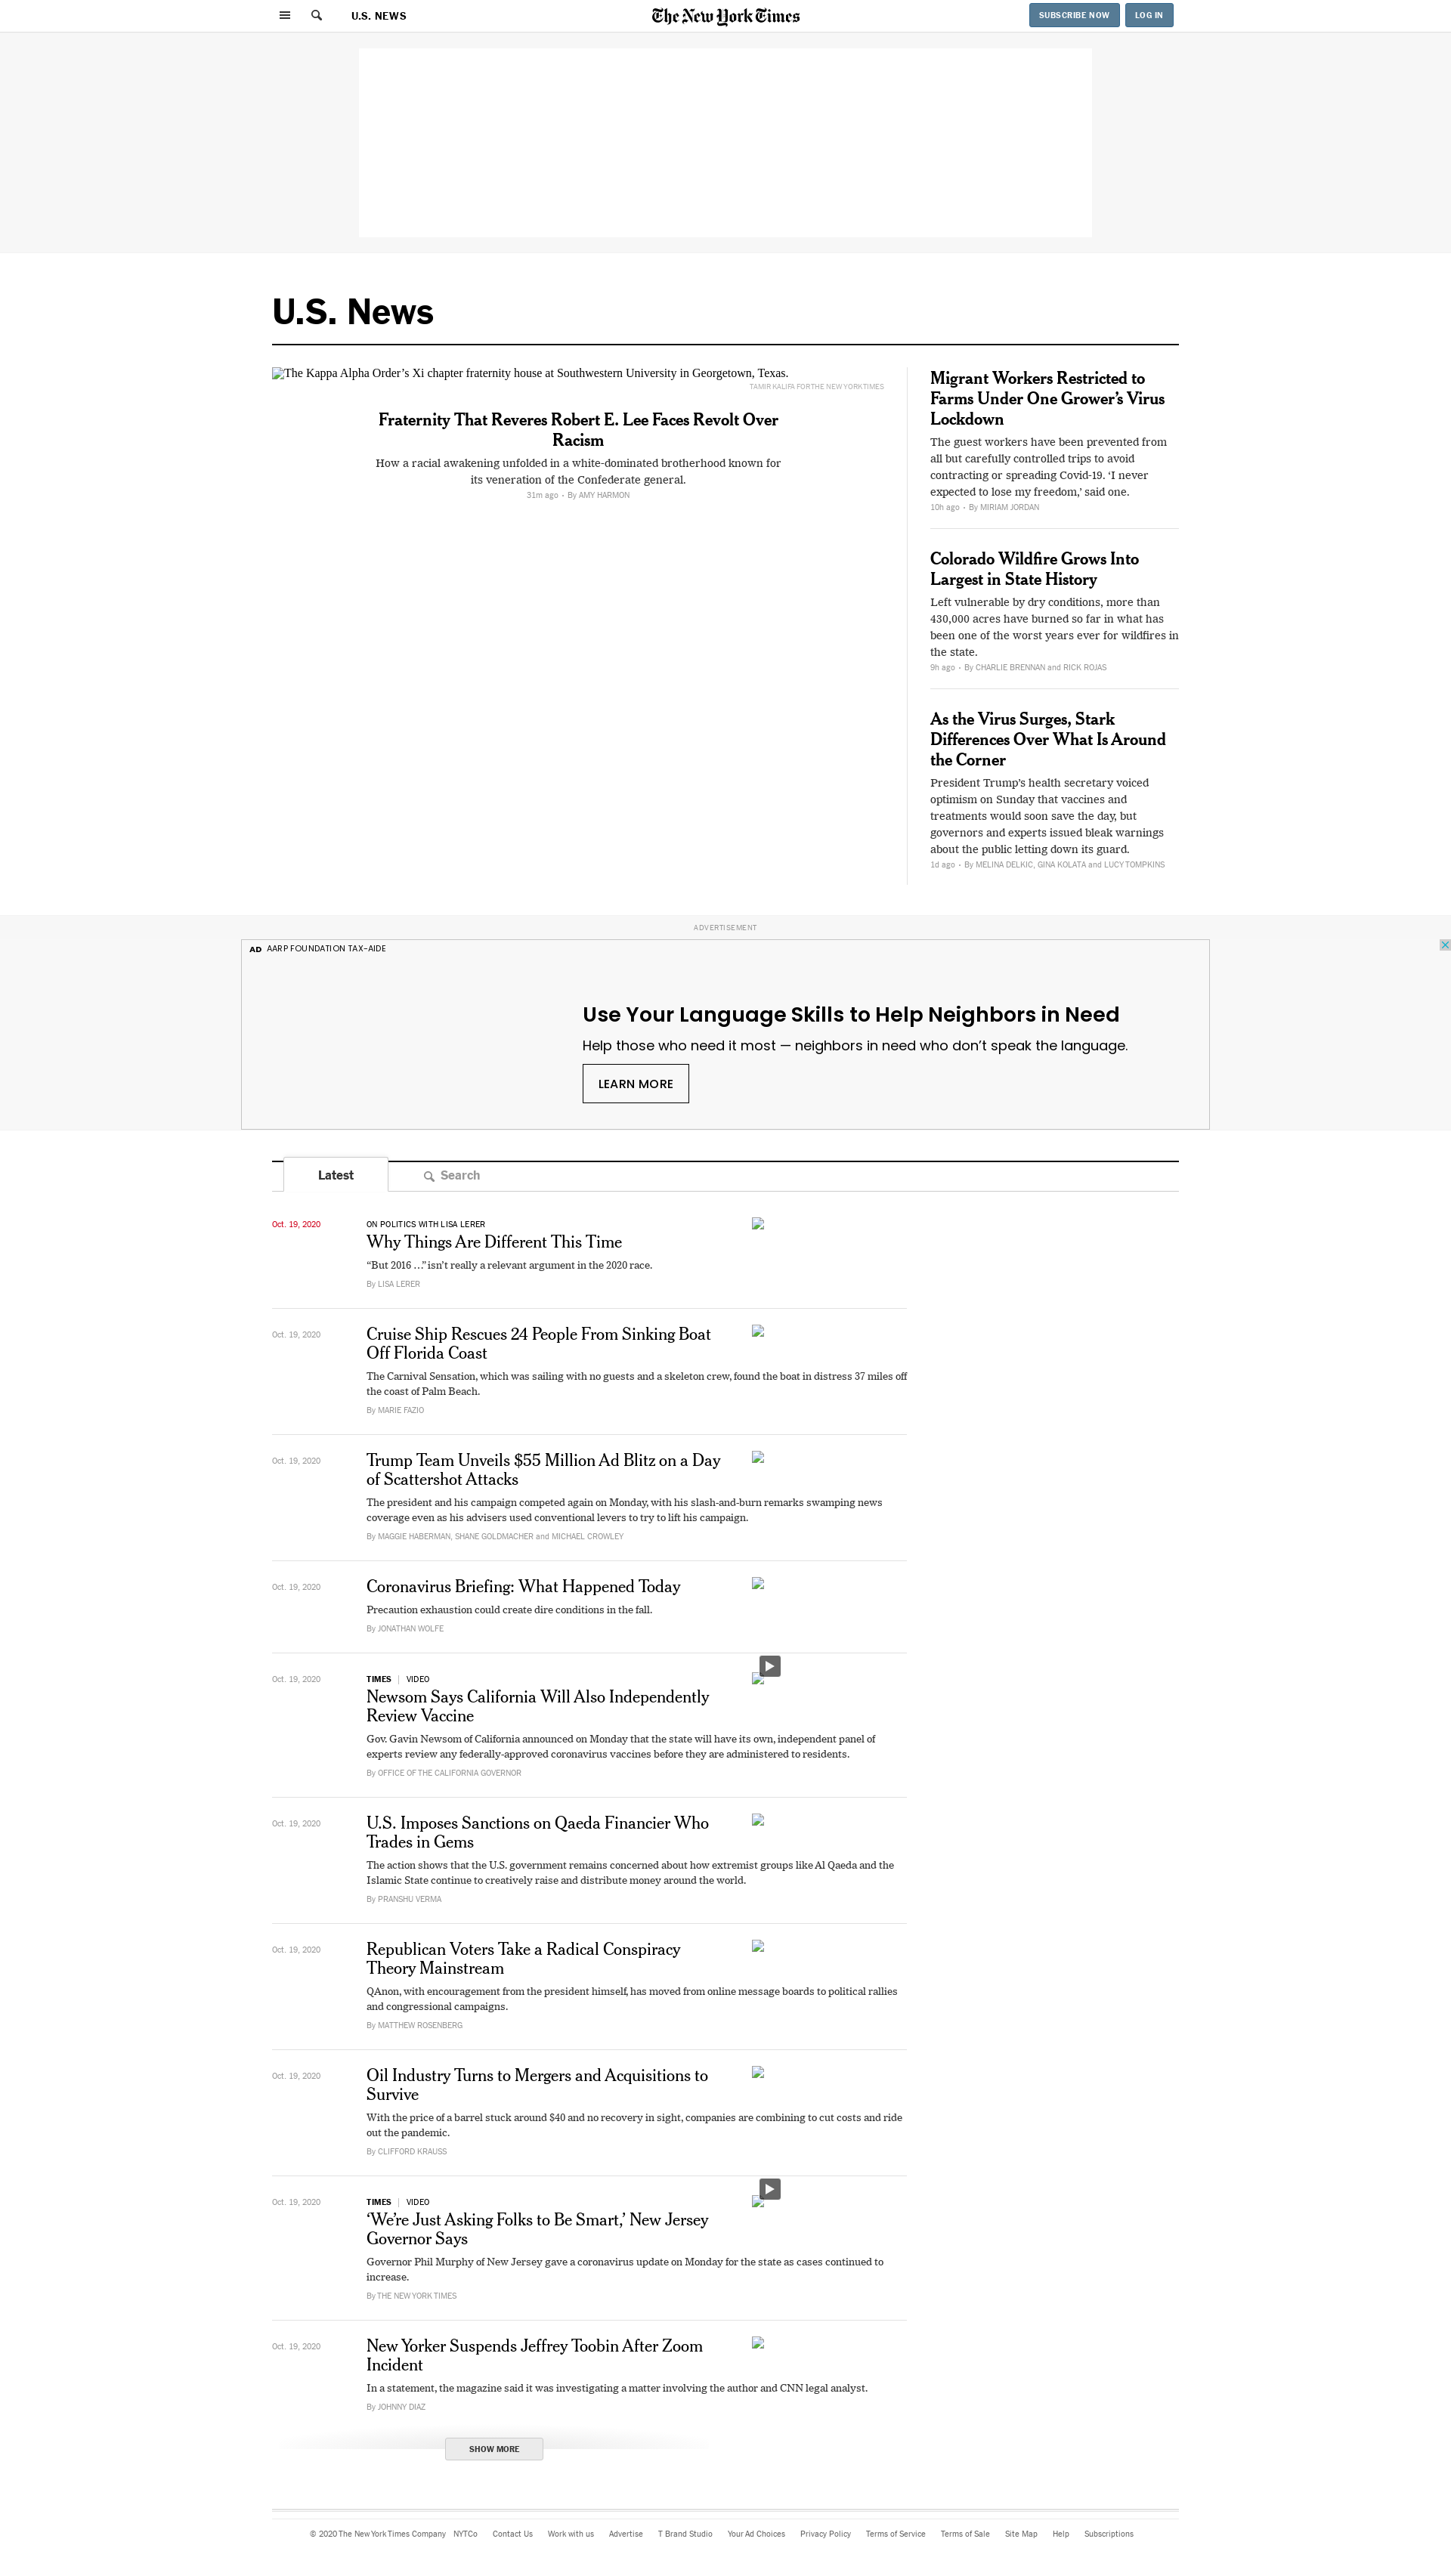 U.S. NEWS
The New York Times
SUBSCRIBE NOW
LOG IN
U.S. News
The Kappa Alpha Order’s Xi chapter fraternity house at Southwestern University in Georgetown, Texas.
TAMIR KALIFA FOR THE NEW YORK TIMES
Fraternity That Reveres Robert E. Lee Faces Revolt Over
Racism
How a racial awakening unfolded in a white-dominated brotherhood known for
its veneration of the Confederate general.
31m ago • By AMY HARMON
Migrant Workers Restricted to
Farms Under One Grower’s Virus
Lockdown
The guest workers have been prevented from
all but carefully controlled trips to avoid
contracting or spreading Covid-19. ‘I never
expected to lose my freedom,’ said one.
10h ago • By MIRIAM JORDAN
Colorado Wildfire Grows Into
Largest in State History
Left vulnerable by dry conditions, more than
430,000 acres have burned so far in what has
been one of the worst years ever for wildfires in
the state.
9h ago • By CHARLIE BRENNAN and RICK ROJAS
As the Virus Surges, Stark
Differences Over What Is Around
the Corner
President Trump’s health secretary voiced
optimism on Sunday that vaccines and
treatments would soon save the day, but
governors and experts issued bleak warnings
about the public letting down its guard.
1d ago • By MELINA DELKIC, GINA KOLATA and LUCY TOMPKINS
ADVERTISEMENT
AD AARP FOUNDATION TAX-AIDE
Use Your Language Skills to Help Neighbors in Need
Help those who need it most — neighbors in need who don’t speak the language.
LEARN MORE
Latest
Search
Oct. 19, 2020
ON POLITICS WITH LISA LERER
Why Things Are Different This Time
“But 2016 …” isn’t really a relevant argument in the 2020 race.
By LISA LERER
Oct. 19, 2020
Cruise Ship Rescues 24 People From Sinking Boat
Off Florida Coast
The Carnival Sensation, which was sailing with no guests and a skeleton crew, found the boat in distress 37 miles off
the coast of Palm Beach.
By MARIE FAZIO
Oct. 19, 2020
Trump Team Unveils $55 Million Ad Blitz on a Day
of Scattershot Attacks
The president and his campaign competed again on Monday, with his slash-and-burn remarks swamping news
coverage even as his advisers used conventional levers to try to lift his campaign.
By MAGGIE HABERMAN, SHANE GOLDMACHER and MICHAEL CROWLEY
Oct. 19, 2020
Coronavirus Briefing: What Happened Today
Precaution exhaustion could create dire conditions in the fall.
By JONATHAN WOLFE
Oct. 19, 2020
TIMES | VIDEO
Newsom Says California Will Also Independently
Review Vaccine
Gov. Gavin Newsom of California announced on Monday that the state will have its own, independent panel of
experts review any federally-approved coronavirus vaccines before they are administered to residents.
By OFFICE OF THE CALIFORNIA GOVERNOR
Oct. 19, 2020
U.S. Imposes Sanctions on Qaeda Financier Who
Trades in Gems
The action shows that the U.S. government remains concerned about how extremist groups like Al Qaeda and the
Islamic State continue to creatively raise and distribute money around the world.
By PRANSHU VERMA
Oct. 19, 2020
Republican Voters Take a Radical Conspiracy
Theory Mainstream
QAnon, with encouragement from the president himself, has moved from online message boards to political rallies
and congressional campaigns.
By MATTHEW ROSENBERG
Oct. 19, 2020
Oil Industry Turns to Mergers and Acquisitions to
Survive
With the price of a barrel stuck around $40 and no recovery in sight, companies are combining to cut costs and ride
out the pandemic.
By CLIFFORD KRAUSS
Oct. 19, 2020
TIMES | VIDEO
‘We’re Just Asking Folks to Be Smart,’ New Jersey
Governor Says
Governor Phil Murphy of New Jersey gave a coronavirus update on Monday for the state as cases continued to
increase.
By THE NEW YORK TIMES
Oct. 19, 2020
New Yorker Suspends Jeffrey Toobin After Zoom
Incident
In a statement, the magazine said it was investigating a matter involving the author and CNN legal analyst.
By JOHNNY DIAZ
SHOW MORE
© 2020 The New York Times Company NYTCo Contact Us Work with us Advertise T Brand Studio Your Ad Choices Privacy Policy Terms of Service Terms of Sale Site Map Help Subscriptions